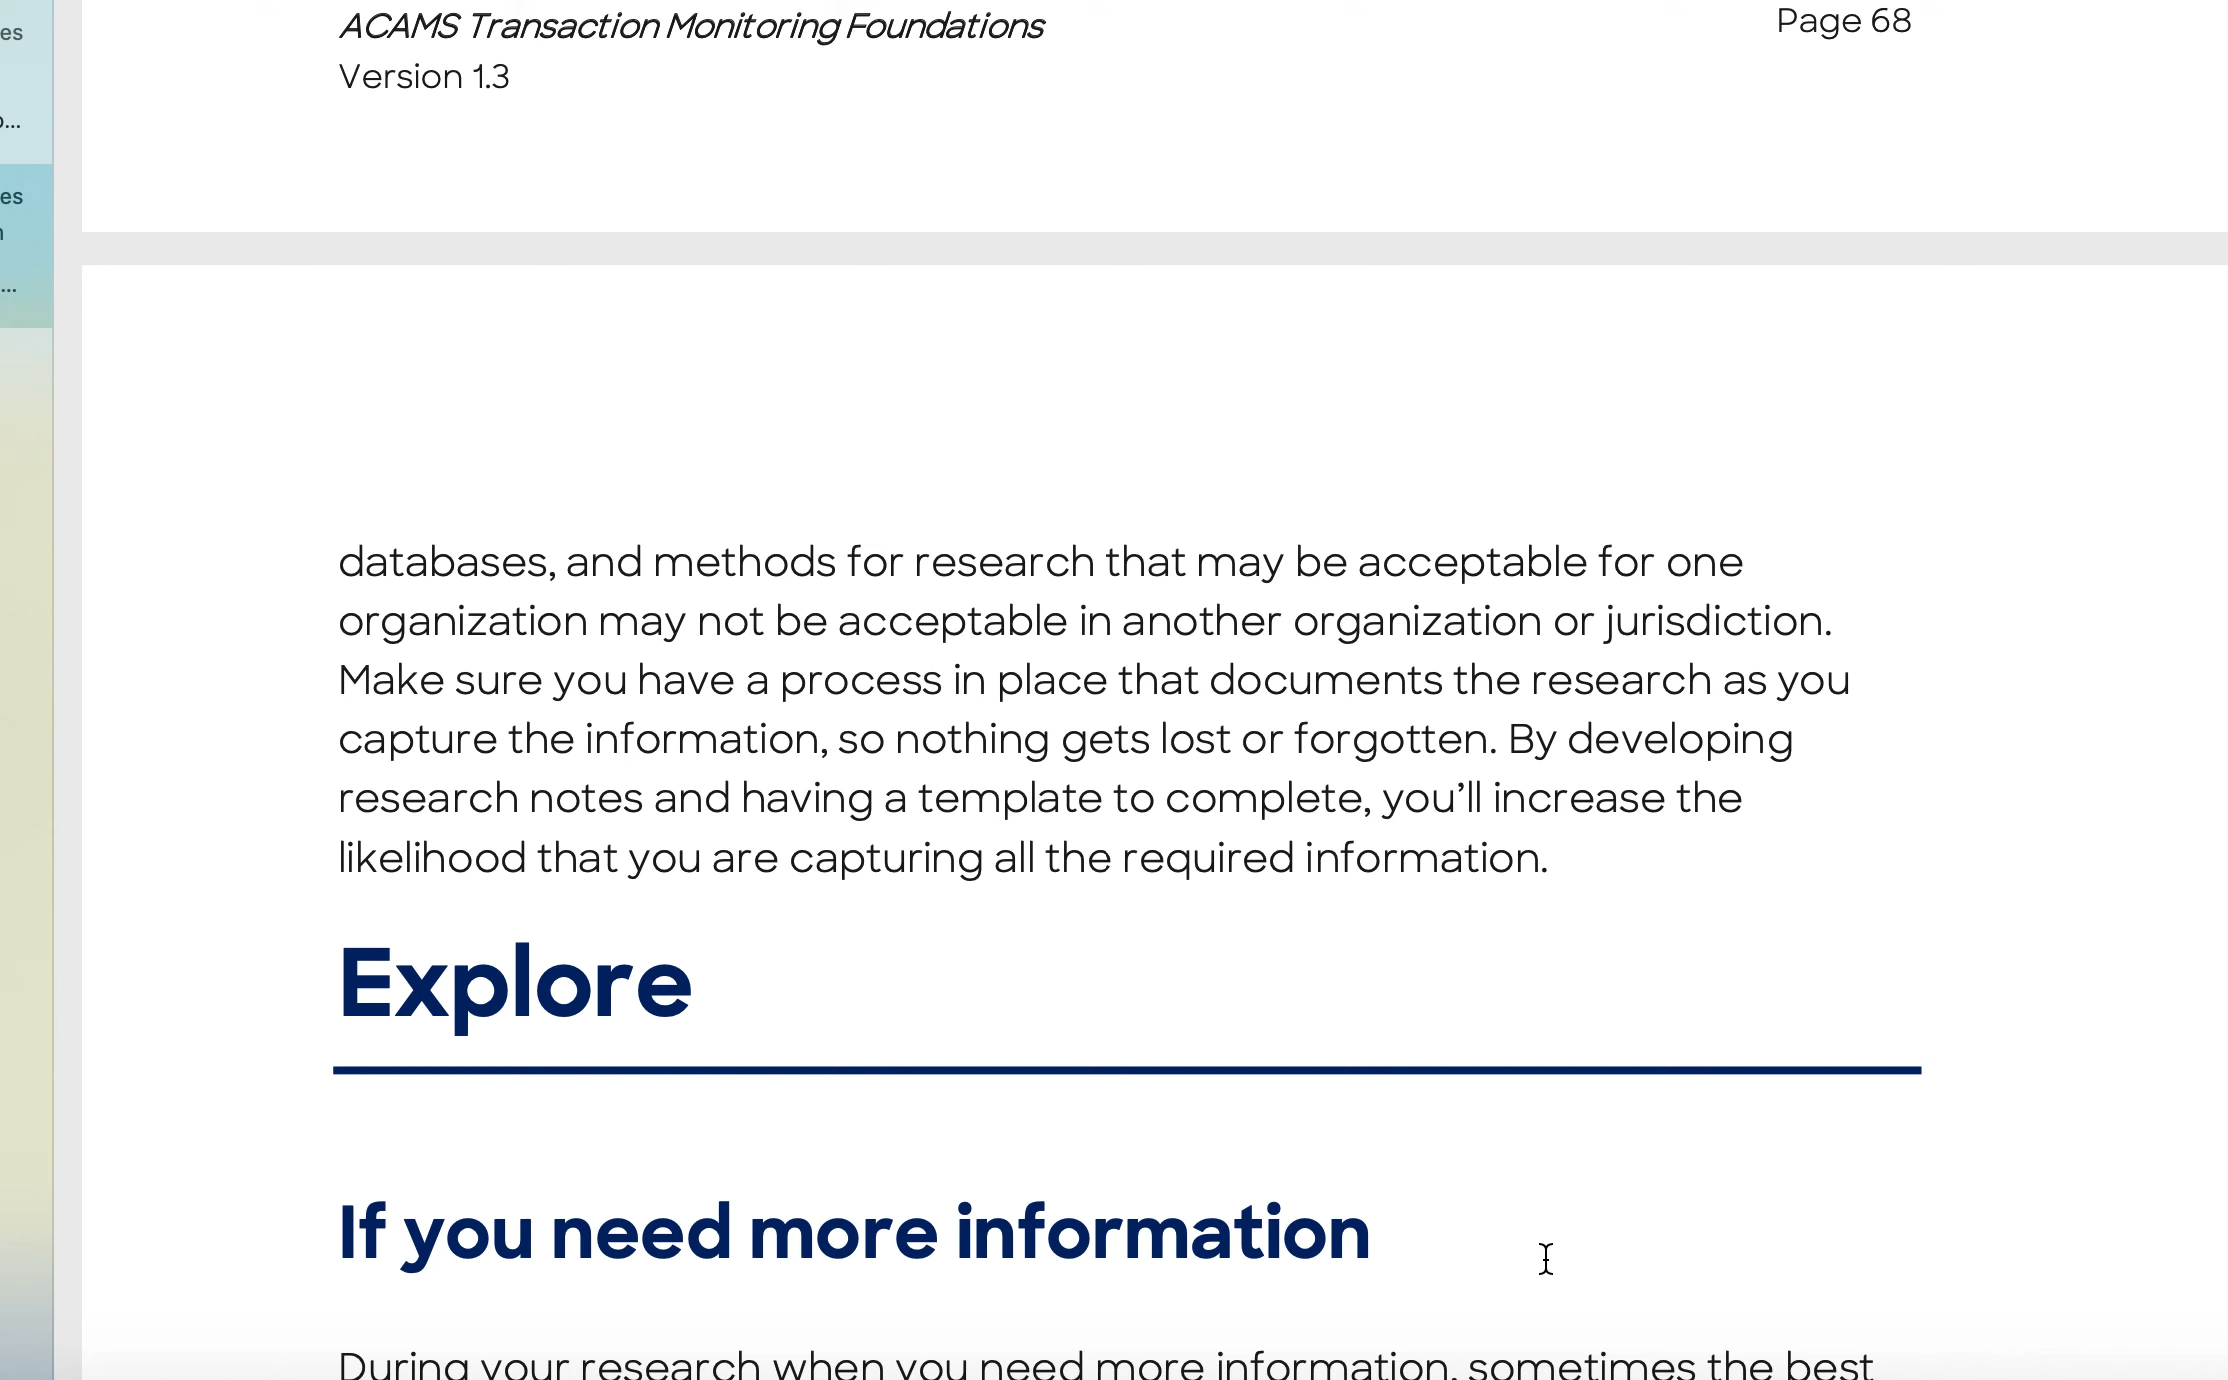 es
ACAMS Transaction Monitoring Foundations
Page 68
Version 1.3
o...
es
...
databases, and methods for research that may be acceptable for one
organization may not be acceptable in another organization or jurisdiction.
Make sure you have a process in place that documents the research as you
capture the information, so nothing gets lost or forgotten. By developing
research notes and having a template to complete, you’ll increase the
likelihood that you are capturing all the required information.
Explore
If you need more information
During your research when you need more information, sometimes the best